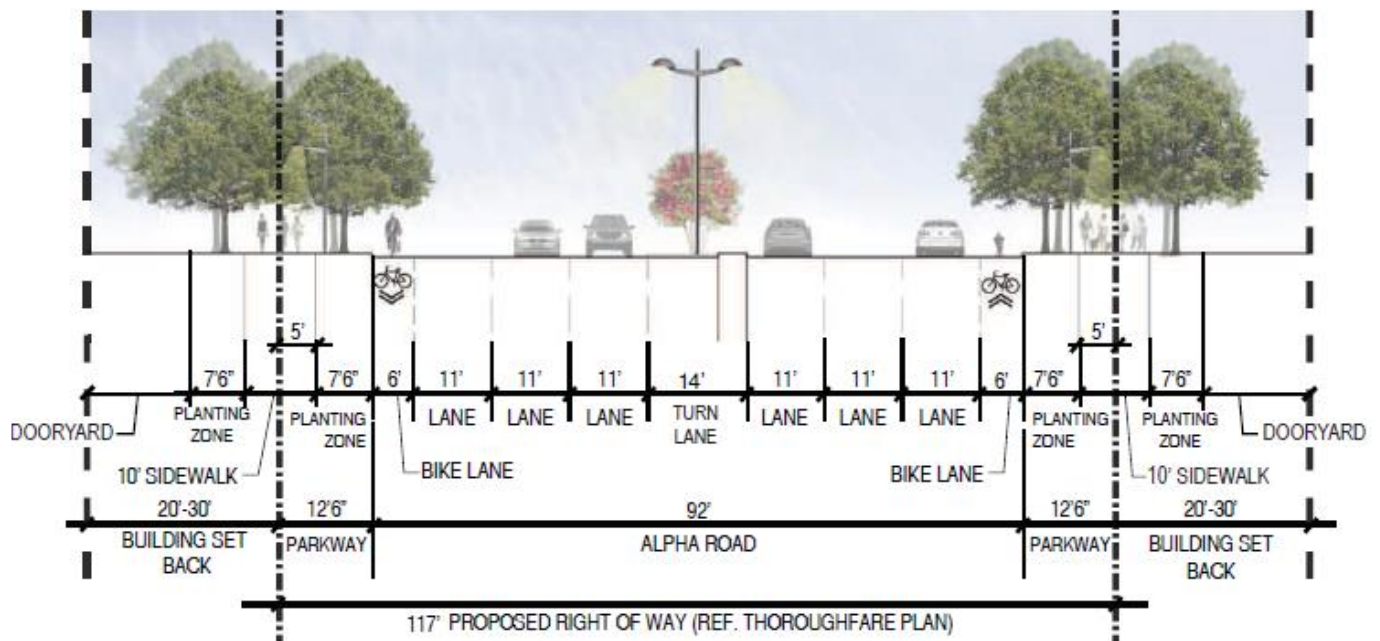 5' 5'
7'6" 7'6" 6' 11' 11' 11' 14' 11' 11' 11' 6' 7'6" 7'6"
DOORYARD PLANTING ZONE PLANTING ZONE LANE LANE LANE TURN LANE LANE LANE LANE PLANTING ZONE PLANTING ZONE DOORYARD
10' SIDEWALK BIKE LANE BIKE LANE 10' SIDEWALK
20'-30' 12'6" 92' 12'6" 20'-30'
BUILDING SET BACK PARKWAY ALPHA ROAD PARKWAY BUILDING SET BACK
117' PROPOSED RIGHT OF WAY (REF. THOROUGHFARE PLAN)